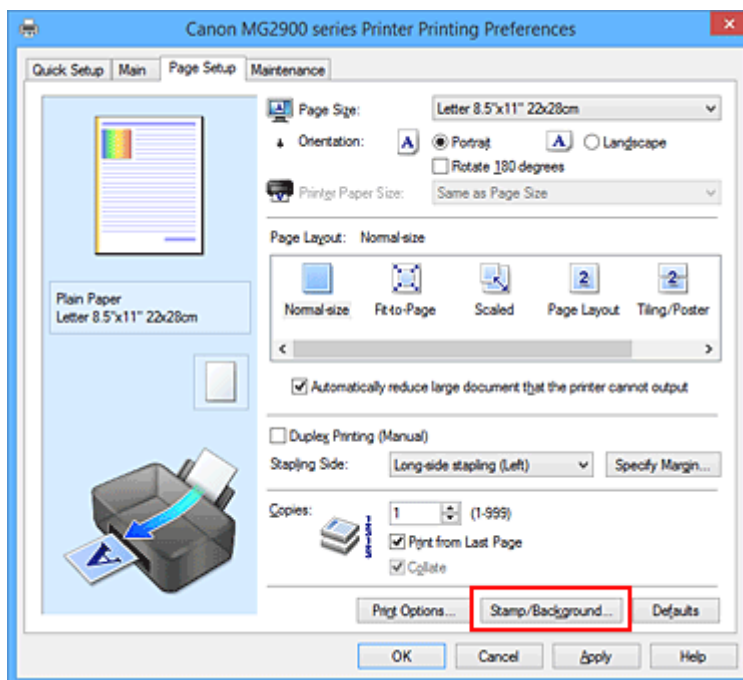 Canon MG2900 series Printer Printing Preferences
Quick Setup Main Page Setup Maintenance
Page Size: Letter 8.5"x11" 22x28cm
Orientation: A Portrait A Landscape
Rotate 180 degrees
Printer Paper Size: Same as Page Size
Page Layout: Normal-size
2 2
Normal-size Fit-to-Page Scaled Page Layout Tiling/Poster
Plain Paper
Letter 8.5"x11" 22x28cm
Automatically reduce large document that the printer cannot output
Duplex Printing (Manual)
Stapling Side: Long-side stapling (Left) Specify Margin...
Copies: 1 (1-999)
Print from Last Page
Collate
A
Print Options... Stamp/Background... Defaults
OK Cancel Apply Help